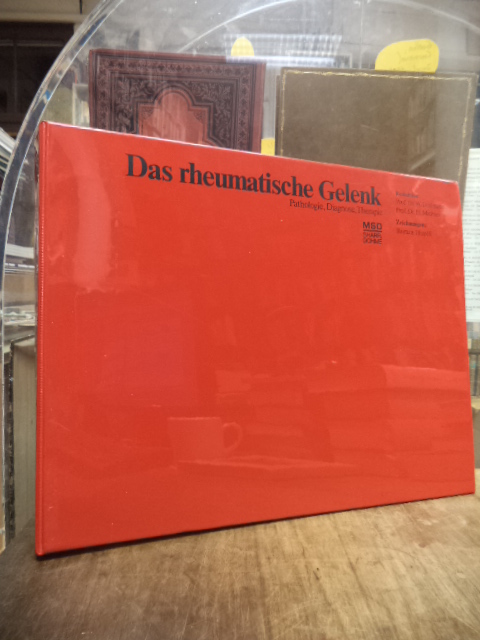 Das rheumatische Gelenk
Pathologie, Diagnose, Therapie
MSD
SHARP
DOHME